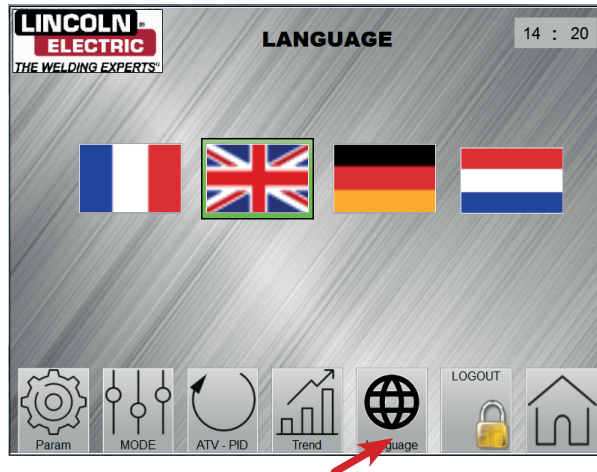 LINCOLN ®
ELECTRIC
THE WELDING EXPERTS®
LANGUAGE
14 : 20
LOGOUT
Param
MODE
ATV - PID
Trend